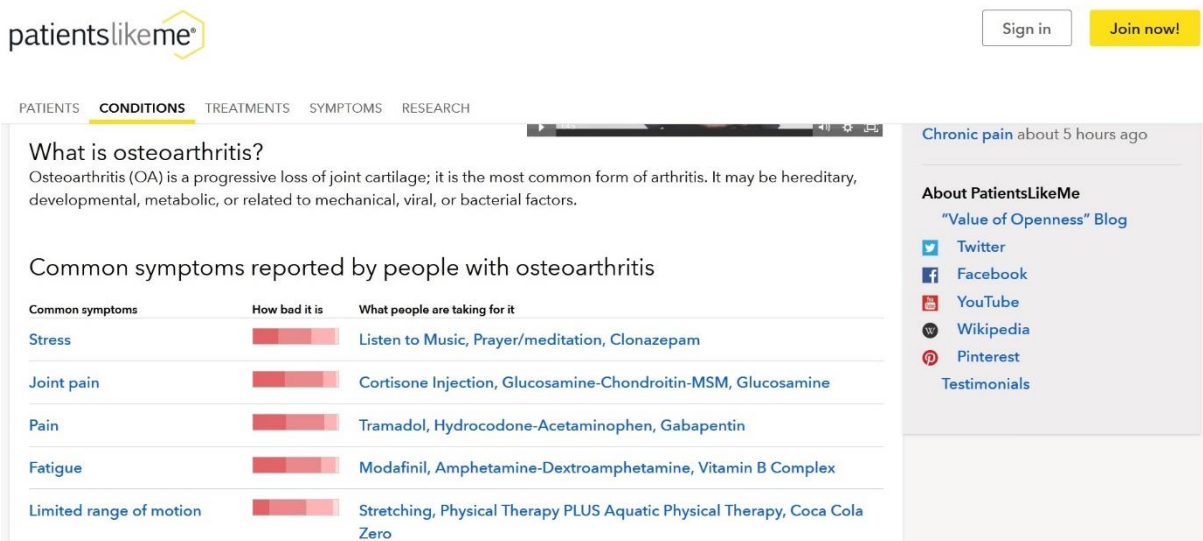 patientslikeme®
Sign in
Join now!
PATIENTS CONDITIONS TREATMENTS SYMPTOMS RESEARCH
Chronic pain about 5 hours ago
What is osteoarthritis?
Osteoarthritis (OA) is a progressive loss of joint cartilage; it is the most common form of arthritis. It may be hereditary,
developmental, metabolic, or related to mechanical, viral, or bacterial factors.
Common symptoms reported by people with osteoarthritis
Common symptoms How bad it is What people are taking for it
Stress Listen to Music, Prayer/meditation, Clonazepam
Joint pain Cortisone Injection, Glucosamine-Chondroitin-MSM, Glucosamine
Pain Tramadol, Hydrocodone-Acetaminophen, Gabapentin
Fatigue Modafinil, Amphetamine-Dextroamphetamine, Vitamin B Complex
Limited range of motion Stretching, Physical Therapy PLUS Aquatic Physical Therapy, Coca Cola
Zero
About PatientsLikeMe
"Value of Openness" Blog
Twitter
Facebook
YouTube
Wikipedia
Pinterest
Testimonials